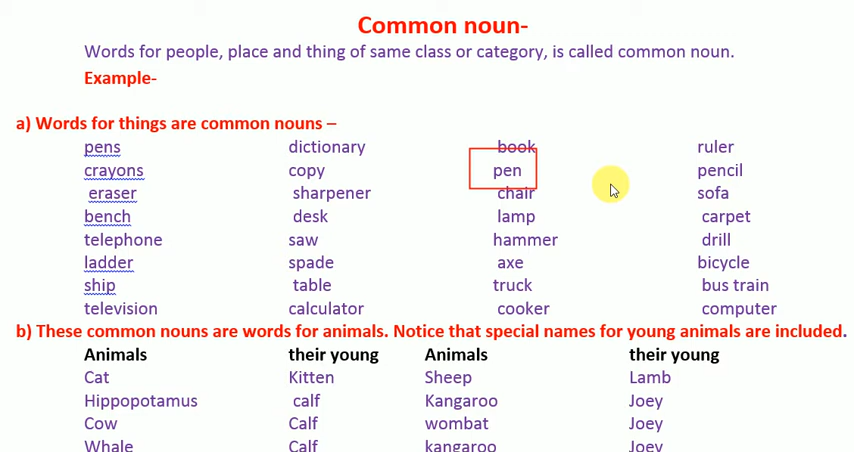 Common noun-
Words for people, place and thing of same class or category, is called common noun.
Example-
a) Words for things are common nouns –
pens dictionary book ruler
crayons copy pen pencil
eraser sharpener chair sofa
bench desk lamp carpet
telephone saw hammer drill
ladder spade axe bicycle
ship table truck bus train
television calculator cooker computer
b) These common nouns are words for animals. Notice that special names for young animals are included.
Animals their young Animals their young
Cat Kitten Sheep Lamb
Hippopotamus calf Kangaroo Joey
Cow Calf wombat Joey
Whale Calf kangaroo Joey